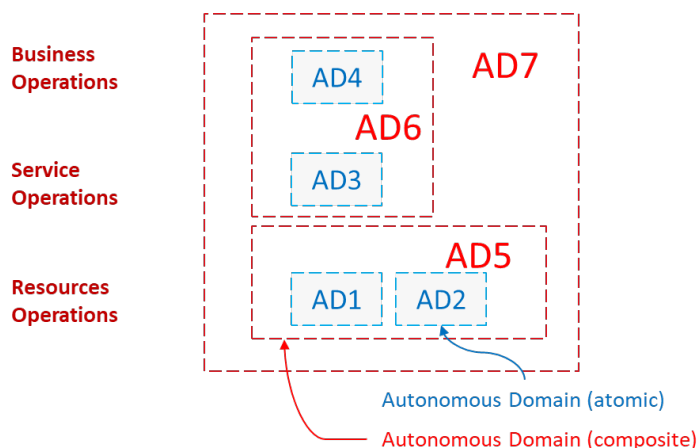 Business
Operations
AD4
AD7
AD6
Service
Operations
AD3
AD5
Resources
Operations
AD1
AD2
Autonomous Domain (atomic)
Autonomous Domain (composite)